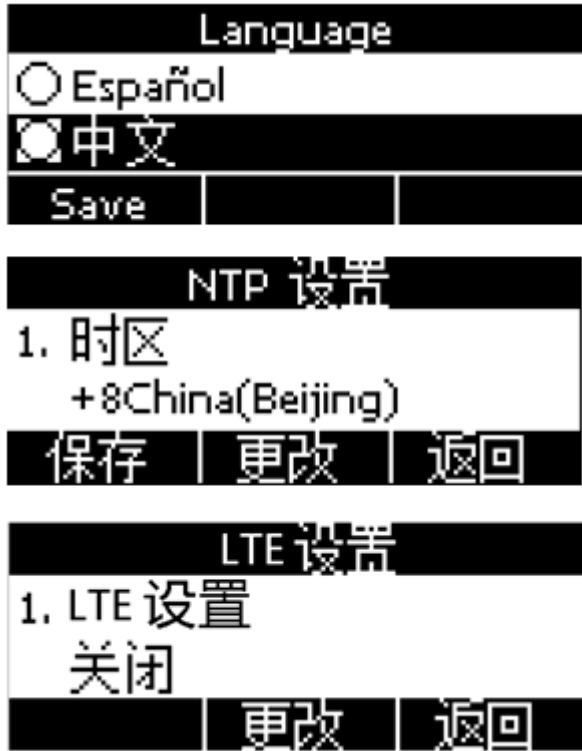 Language
Español
中文
Save
NTP 设置
1. 时区
+8China(Beijing)
保存 更改 返回
LTE 设置
1. LTE 设置
关闭
更改 返回